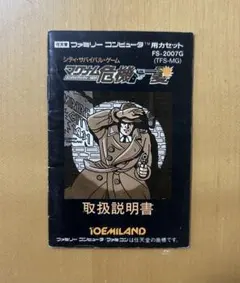 ファミリー コンピュータ™用カセット
FS-2007G
(TFS-MG)
シティ・サバイバル・ゲーム
マグナム危機一髪
取扱説明書
TOEMILAND
ファミリーコンピュータ ファミコンは任天堂の商標です。